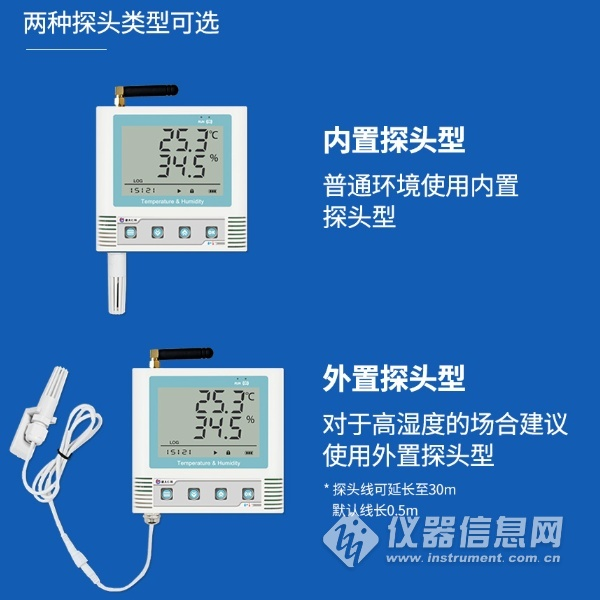 两种探头类型可选
25.3℃
34.5%
LOG
15121
Temperature & Humidity
内置探头型
普通环境使用内置
探头型
25.3℃
34.5%
LOG
15121
Temperature & Humidity
外置探头型
对于高湿度的场合建议
使用外置探头型
* 探头线可延长至30m
默认线长0.5m
仪器信息网
www.instrument.com.cn